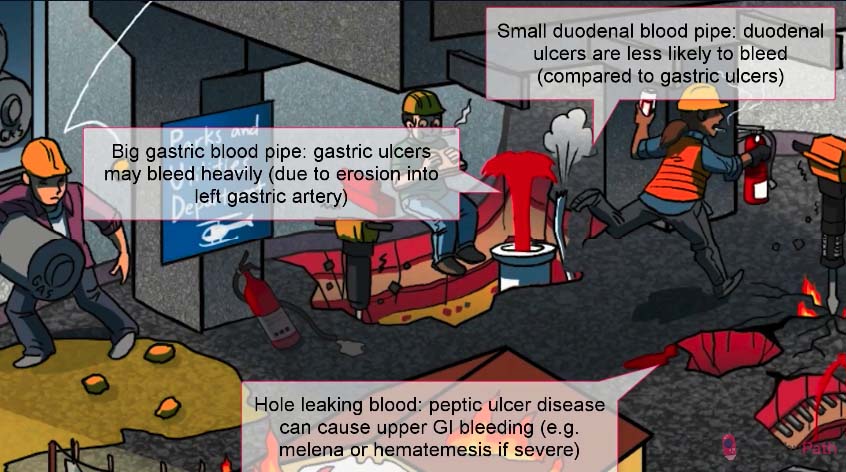 Small duodenal blood pipe: duodenal
ulcers are less likely to bleed
(compared to gastric ulcers)
Big gastric blood pipe: gastric ulcers
may bleed heavily (due to erosion into
left gastric artery)
Hole leaking blood: peptic ulcer disease
can cause upper GI bleeding (e.g.
melena or hematemesis if severe)
Parks and
Department
Path